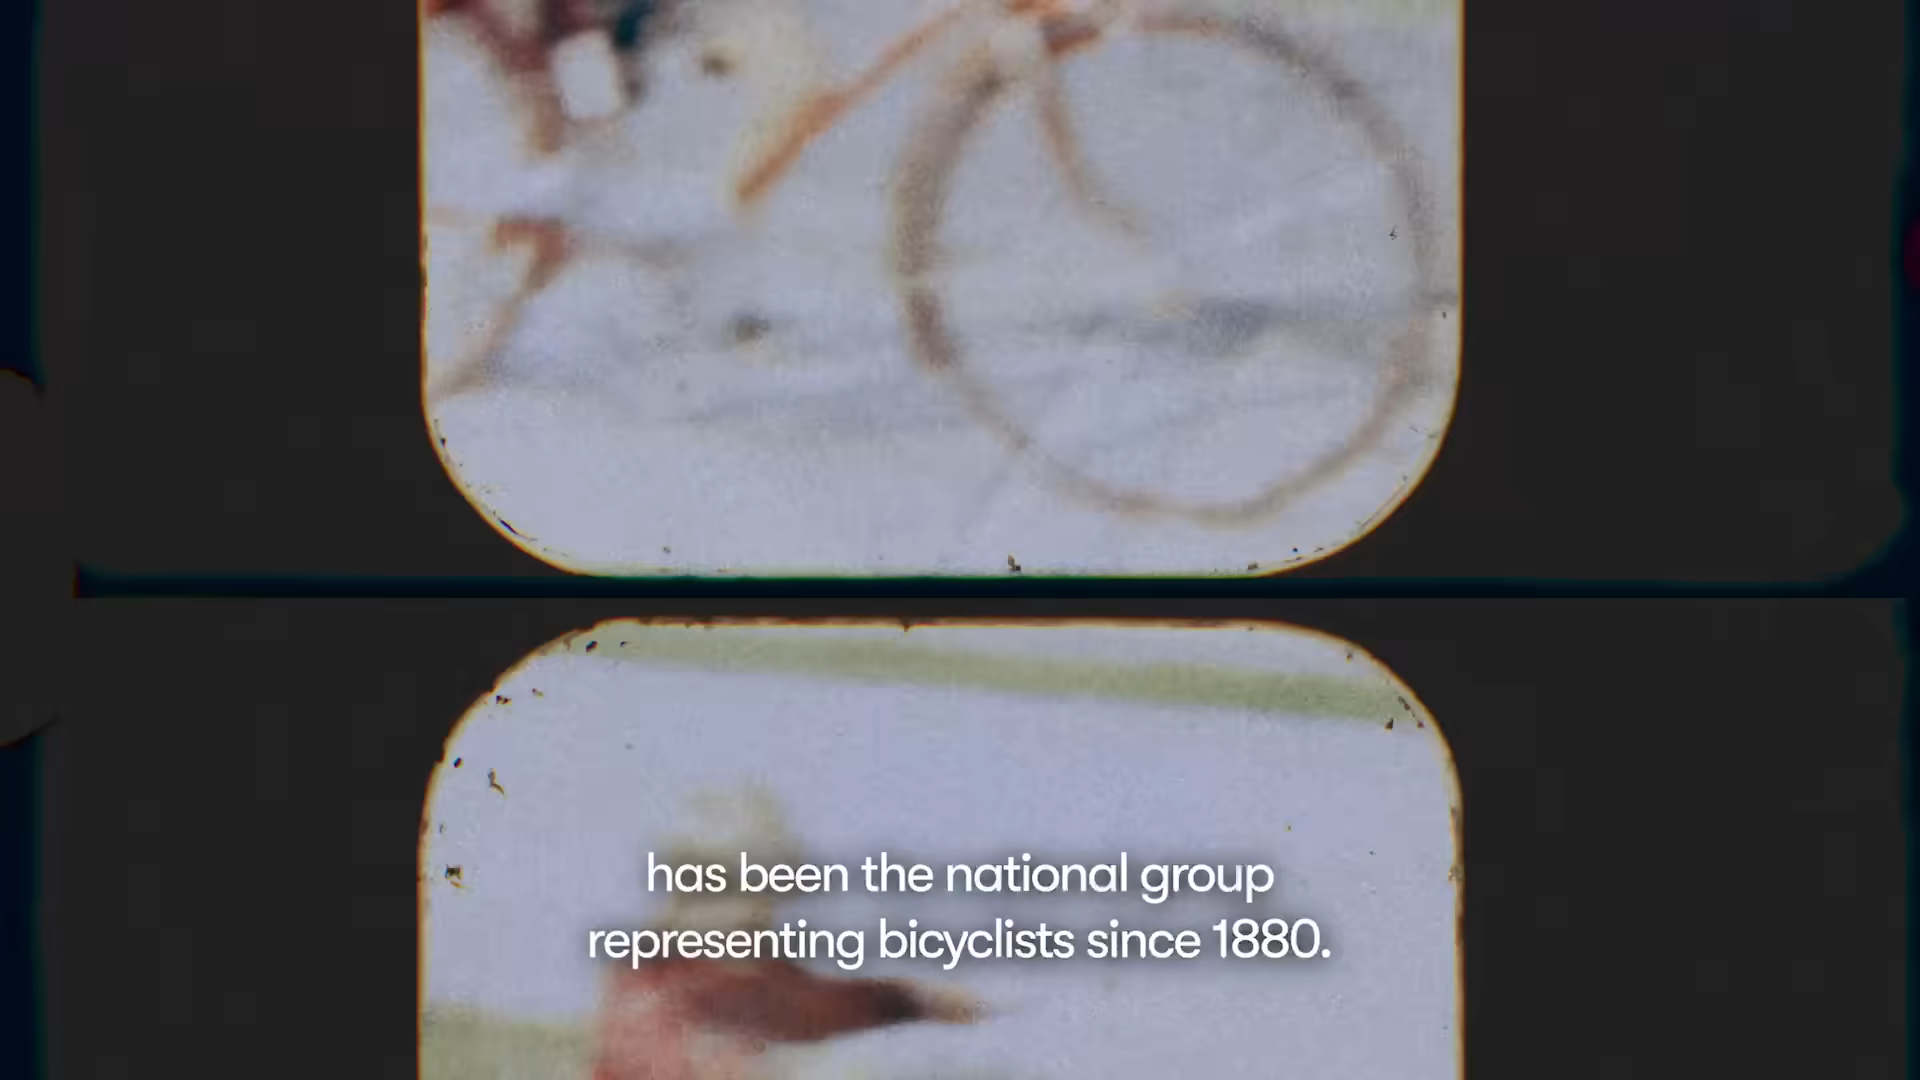 has been the national group
representing bicyclists since 1880.